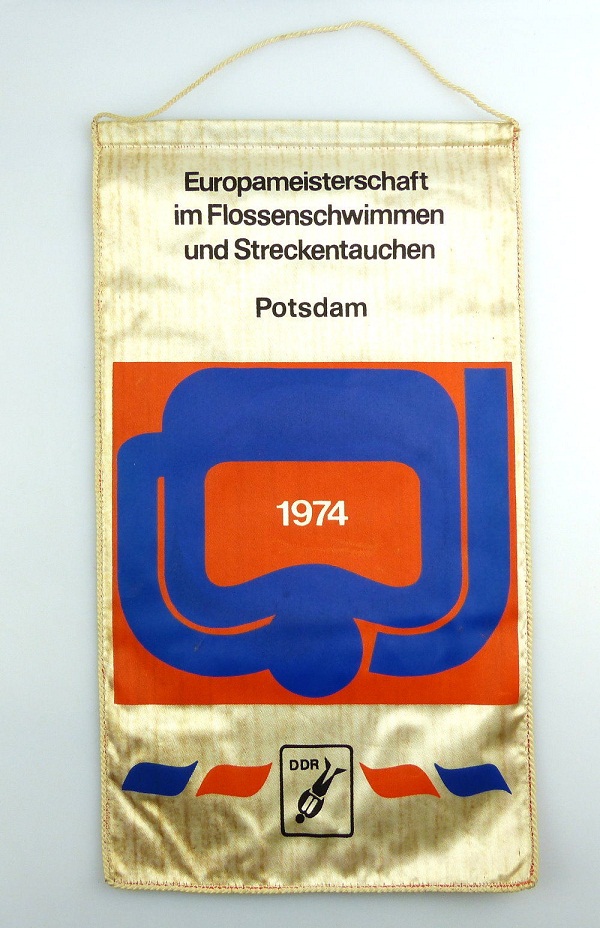 Europameisterschaft
im Flossenschwimmen
und Streckentauchen
Potsdam
1974
DDR